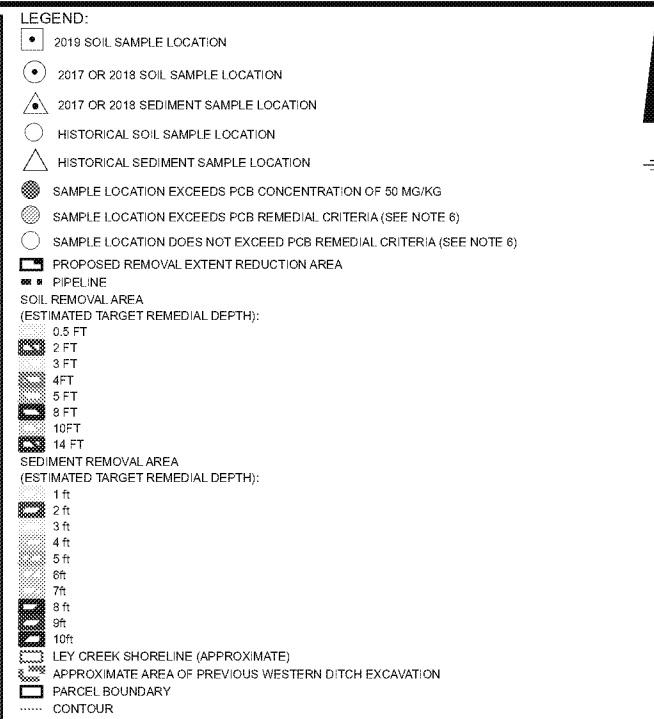 LEGEND:
2019 SOIL SAMPLE LOCATION
2017 OR 2018 SOIL SAMPLE LOCATION
2017 OR 2018 SEDIMENT SAMPLE LOCATION
HISTORICAL SOIL SAMPLE LOCATION
HISTORICAL SEDIMENT SAMPLE LOCATION
SAMPLE LOCATION EXCEEDS PCB CONCENTRATION OF 50 MG/KG
SAMPLE LOCATION EXCEEDS PCB REMEDIAL CRITERIA (SEE NOTE 6)
SAMPLE LOCATION DOES NOT EXCEED PCB REMEDIAL CRITERIA (SEE NOTE 6)
PROPOSED REMOVAL EXTENT REDUCTION AREA
PIPELINE
SOIL REMOVAL AREA
(ESTIMATED TARGET REMEDIAL DEPTH):
0.5 FT
2 FT
3 FT
4FT
5 FT
8 FT
10FT
14 FT
SEDIMENT REMOVAL AREA
(ESTIMATED TARGET REMEDIAL DEPTH):
1 ft
2 ft
3 ft
4 ft
5 ft
6ft
7ft
8 ft
9ft
10ft
LEY CREEK SHORELINE (APPROXIMATE)
APPROXIMATE AREA OF PREVIOUS WESTERN DITCH EXCAVATION
PARCEL BOUNDARY
CONTOUR